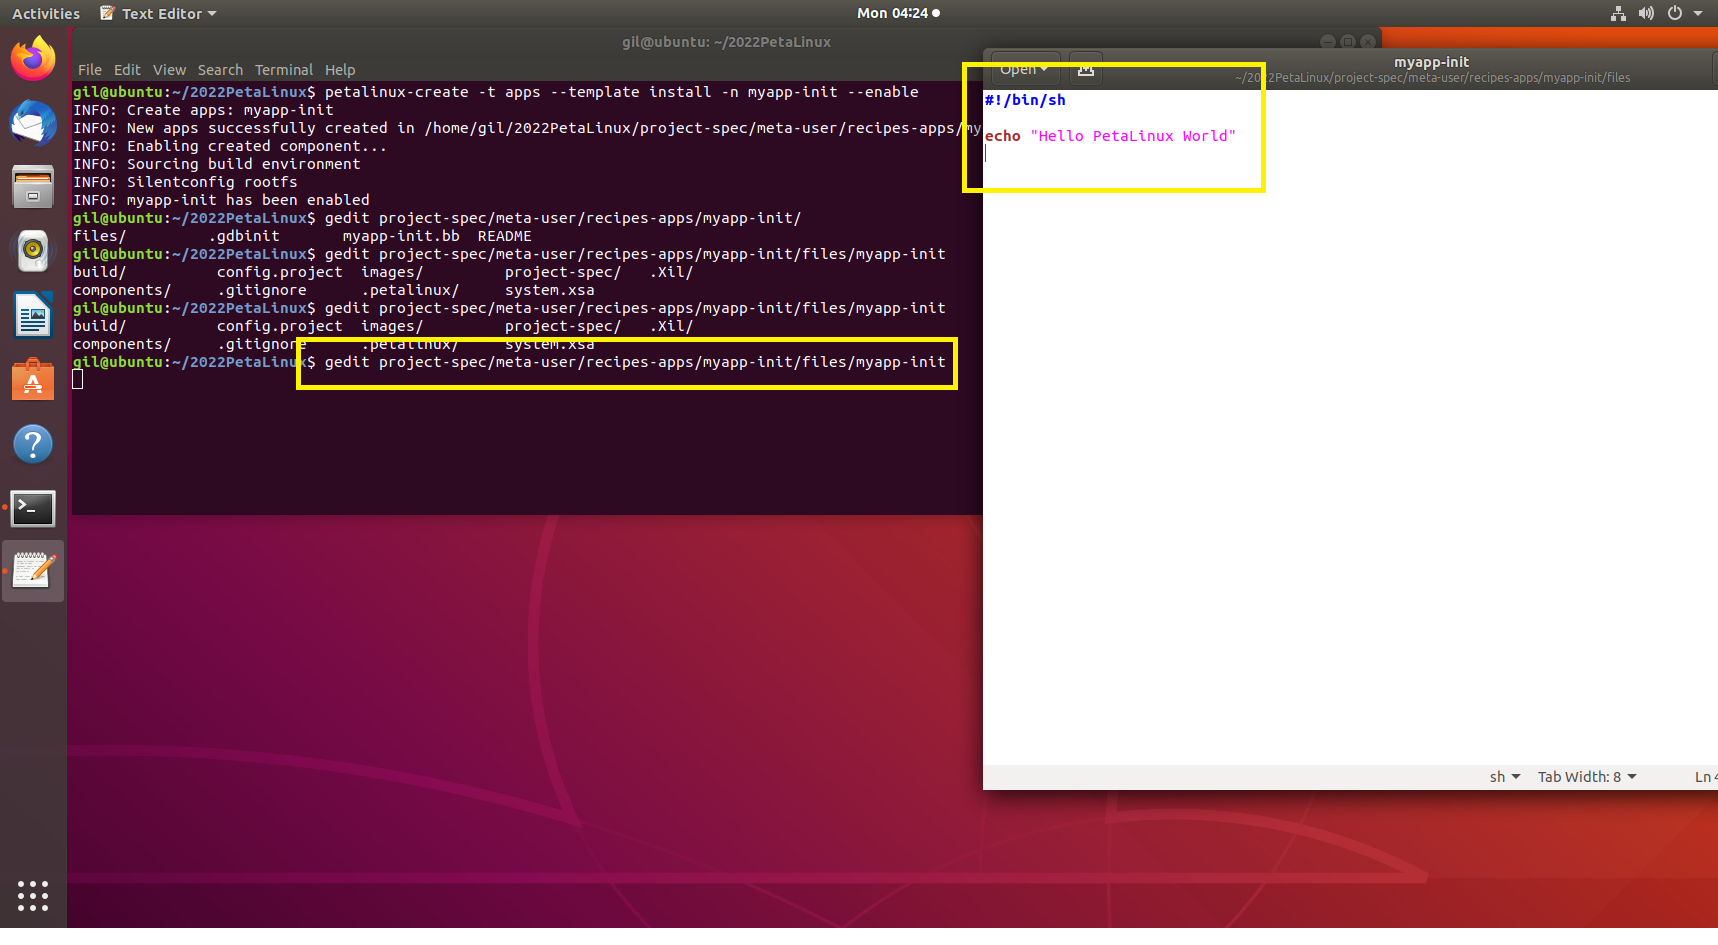 Activities Text Editor Mon 04:24
gil@ubuntu: ~/2022PetaLinux
File Edit View Search Terminal Help
gil@ubuntu:~/2022PetaLinux$ petalinux-create -t apps --template install -n myapp-init --enable
INFO: Create apps: myapp-init
INFO: New apps successfully created in /home/gil/2022PetaLinux/project-spec/meta-user/recipes-apps/my
INFO: Enabling created component...
INFO: Sourcing build environment
INFO: Silentconfig rootfs
INFO: myapp-init has been enabled
gil@ubuntu:~/2022PetaLinux$ gedit project-spec/meta-user/recipes-apps/myapp-init/
files/ .gdbinit myapp-init.bb README
gil@ubuntu:~/2022PetaLinux$ gedit project-spec/meta-user/recipes-apps/myapp-init/files/myapp-init
build/ config.project images/ project-spec/ .Xil/
components/ .gitignore .petalinux/ system.xsa
gil@ubuntu:~/2022PetaLinux$ gedit project-spec/meta-user/recipes-apps/myapp-init/files/myapp-init
build/ config.project images/ project-spec/ .Xil/
components/ .gitignore .petalinux/ system.xsa
gil@ubuntu:~/2022PetaLinux$ gedit project-spec/meta-user/recipes-apps/myapp-init/files/myapp-init
Open
myapp-init
~/2022PetaLinux/project-spec/meta-user/recipes-apps/myapp-init/files
#!/bin/sh
echo "Hello PetaLinux World"
sh Tab Width: 8 Ln 4